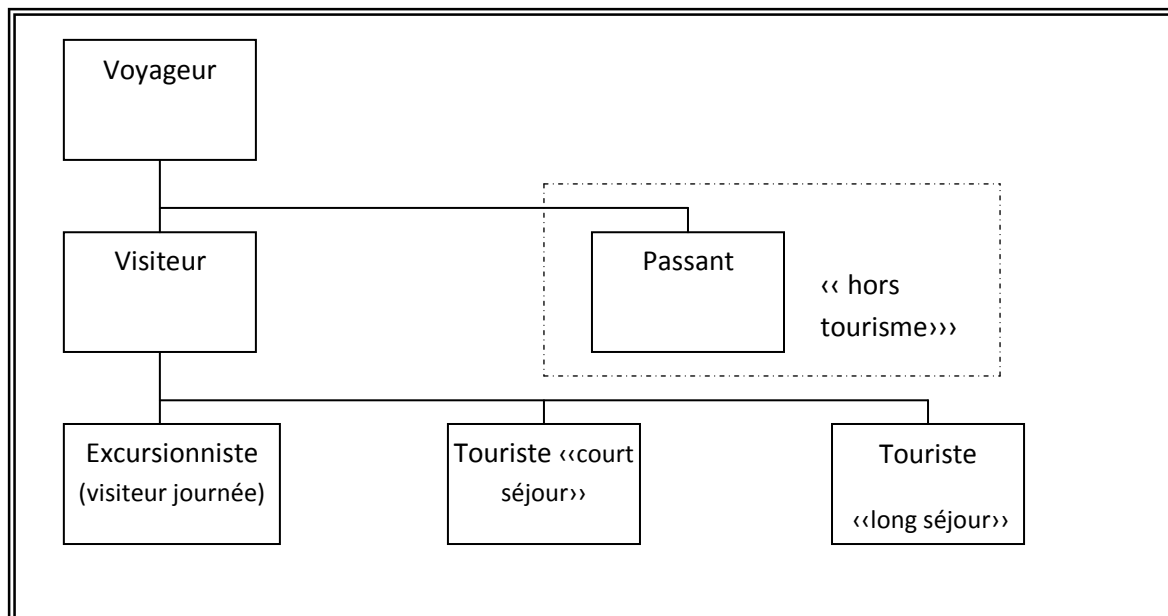 Voyageur
Visiteur
Passant
‹‹ hors
tourisme›››
Excursionniste
(visiteur journée)
Touriste ‹‹court
séjour››
Touriste
‹‹long séjour››